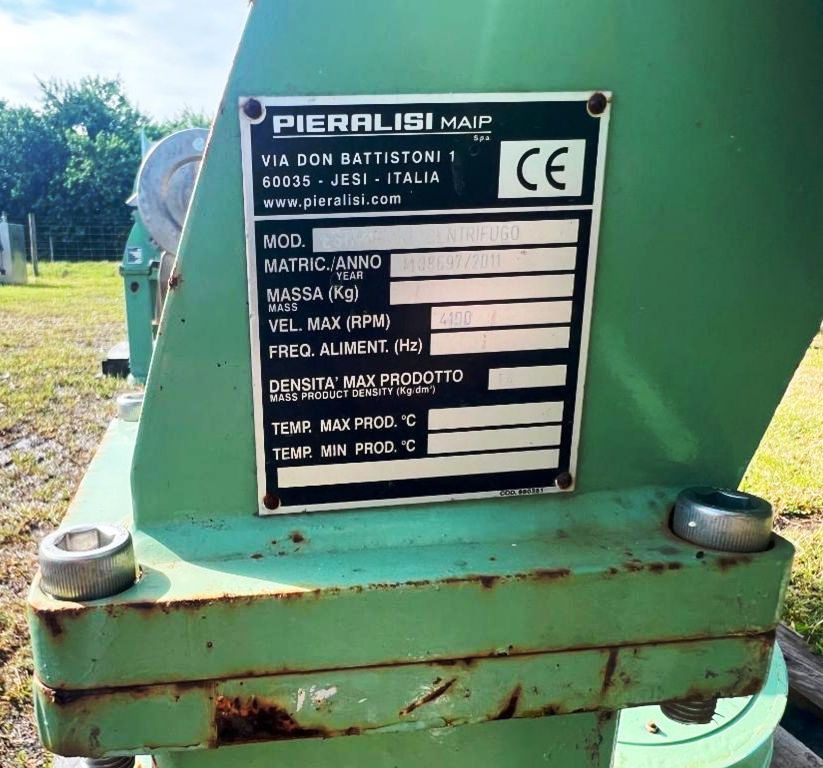 PIERALISI MAIP
S.p.a.
VIA DON BATTISTONI 1
60035 - JESI - ITALIA
www.pieralisi.com
CE
MOD.
MATRIC./ANNO /2011
YEAR
MASSA (Kg)
MASS
VEL. MAX (RPM) 4100
FREQ. ALIMENT. (Hz)
DENSITA' MAX PRODOTTO
MASS PRODUCT DENSITY (Kg/dm³)
TEMP. MAX PROD. °C
TEMP. MIN PROD. °C